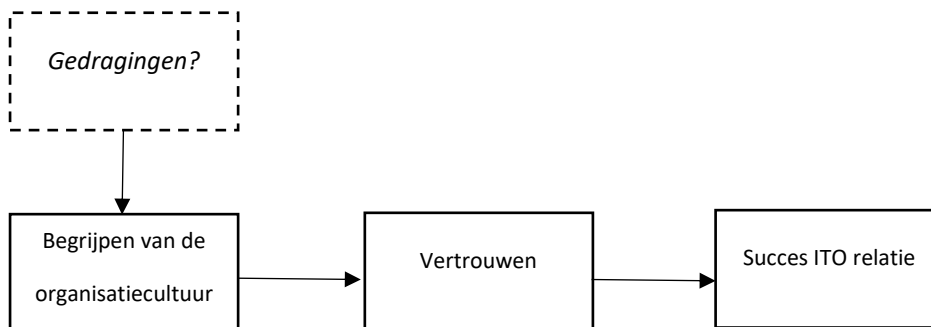 Gedragingen?
Begrijpen van de
organisatiecultuur
Vertrouwen
Succes ITO relatie